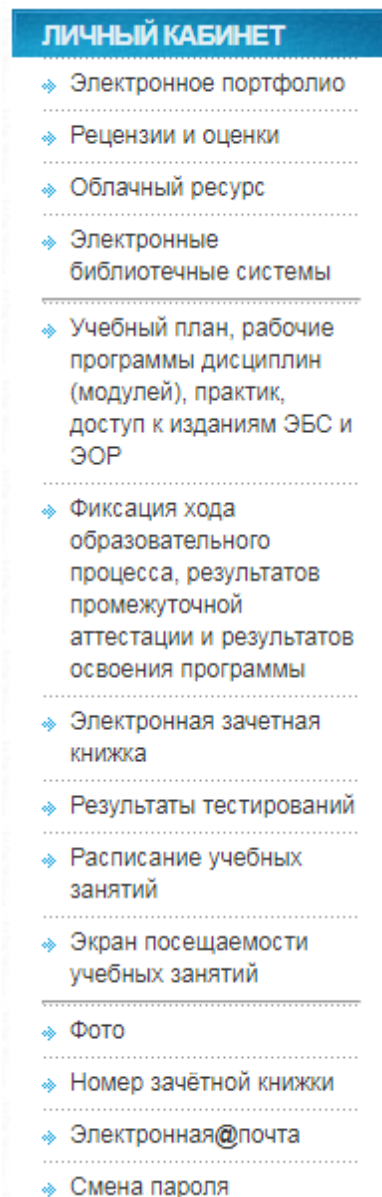 ЛИЧНЫЙ КАБИНЕТ
Электронное портфолио
Рецензии и оценки
Облачный ресурс
Электронные
библиотечные системы
Учебный план, рабочие
программы дисциплин
(модулей), практик,
доступ к изданиям ЭБС и
ЭОР
Фиксация хода
образовательного
процесса, результатов
промежуточной
аттестации и результатов
освоения программы
Электронная зачетная
книжка
Результаты тестирований
Расписание учебных
занятий
Экран посещаемости
учебных занятий
Фото
Номер зачётной книжки
Электронная@почта
Смена пароля